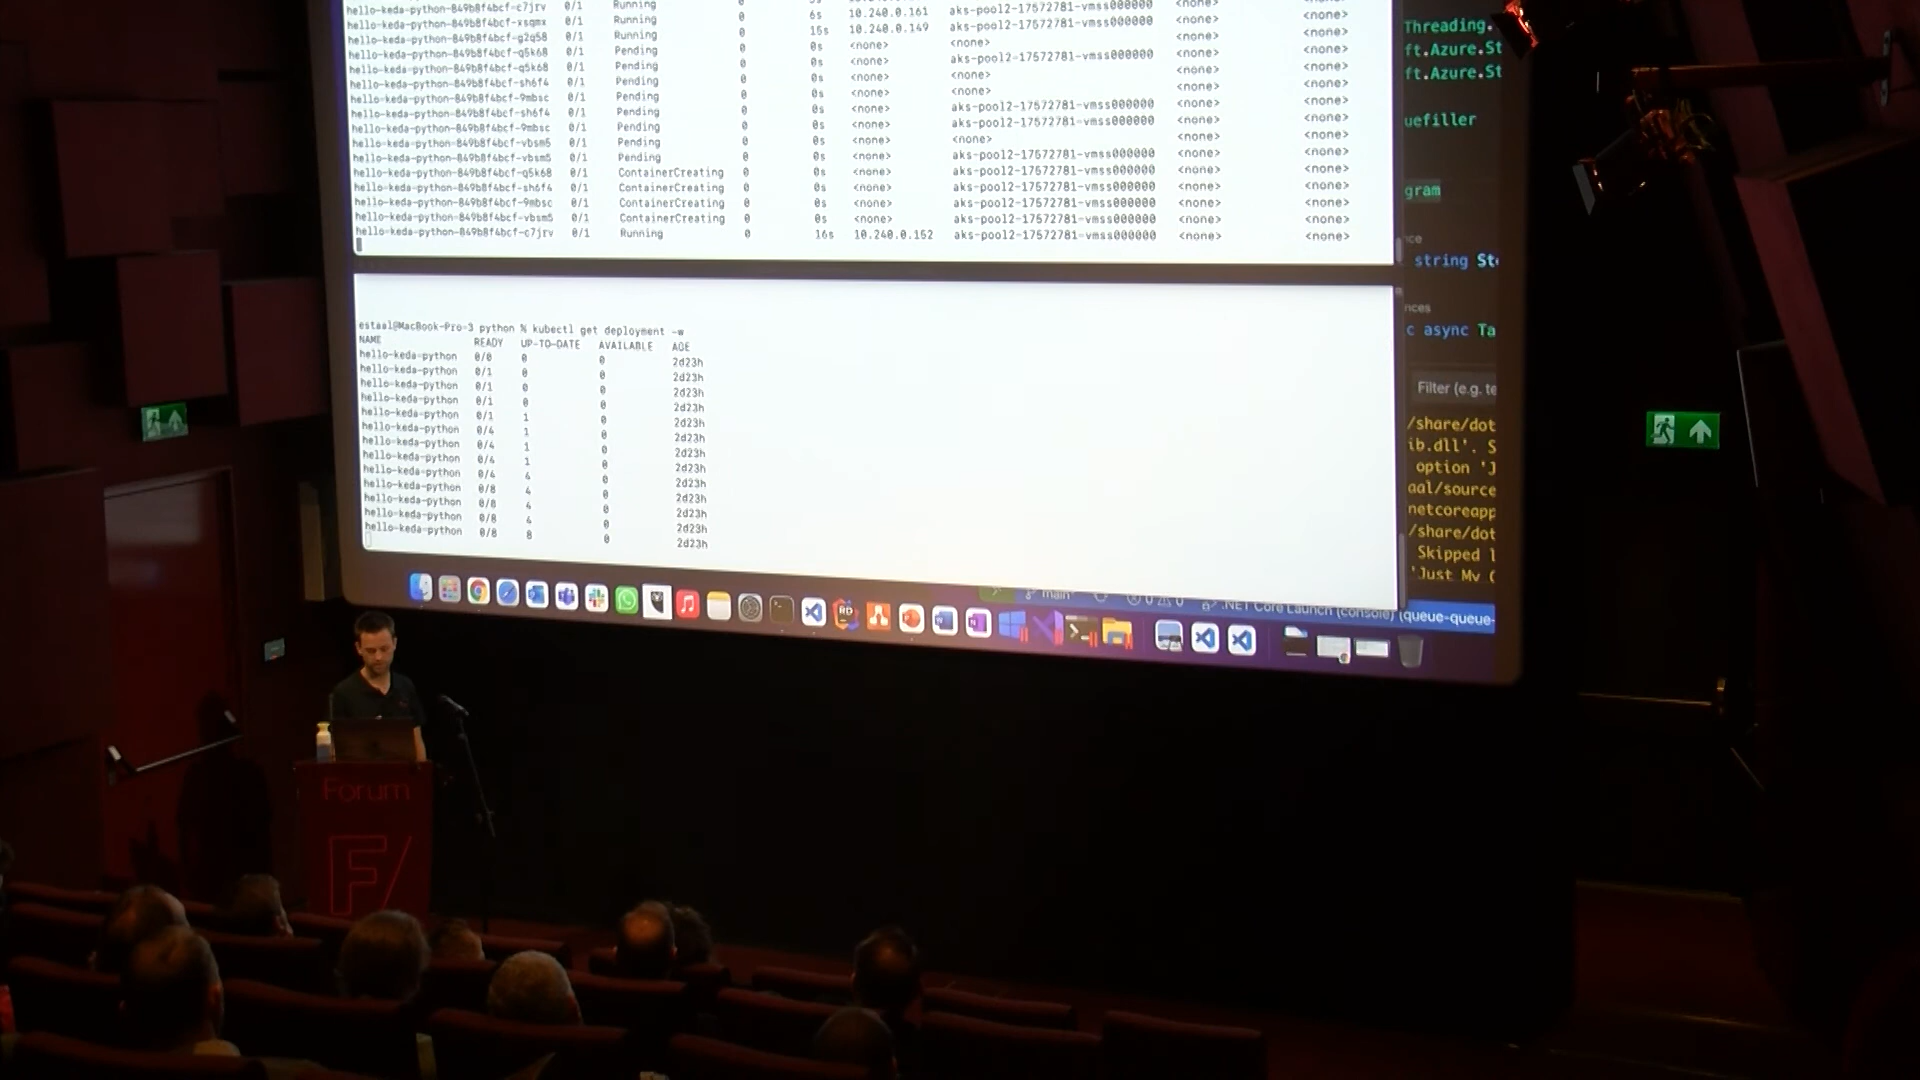 hello-keda-python-849b8f4bcf-c7jrv 0/1 Running
hello-keda-python-849b8f4bcf-xsqmx 0/1 Running 0 6s 10.240.0.161 aks-pool2-17572781-vmss000000 <none>
hello-keda-python-849b8f4bcf-g2q58 0/1 Running 0 15s 10.240.0.149 aks-pool2-17572781-vmss000000 <none> <none>
hello-keda-python-849b8f4bcf-q5k68 0/1 Pending 0 0s <none> <none> <none> <none>
hello-keda-python-849b8f4bcf-q5k68 0/1 Pending 0 0s <none> aks-pool2-17572781-vmss000000 <none> <none>
hello-keda-python-849b8f4bcf-sh6f4 0/1 Pending 0 0s <none> <none> <none> <none>
hello-keda-python-849b8f4bcf-9mbsc 0/1 Pending 0 0s <none> <none> <none> <none>
hello-keda-python-849b8f4bcf-sh6f4 0/1 Pending 0 0s <none> aks-pool2-17572781-vmss000000 <none> <none>
hello-keda-python-849b8f4bcf-9mbsc 0/1 Pending 0 0s <none> aks-pool2-17572781-vmss000000 <none> <none>
hello-keda-python-849b8f4bcf-vbsm5 0/1 Pending 0 0s <none> <none> <none> <none>
hello-keda-python-849b8f4bcf-vbsm5 0/1 Pending 0 0s <none> aks-pool2-17572781-vmss000000 <none> <none>
hello-keda-python-849b8f4bcf-q5k68 0/1 ContainerCreating 0 0s <none> aks-pool2-17572781-vmss000000 <none> <none>
hello-keda-python-849b8f4bcf-sh6f4 0/1 ContainerCreating 0 0s <none> aks-pool2-17572781-vmss000000 <none> <none>
hello-keda-python-849b8f4bcf-9mbsc 0/1 ContainerCreating 0 0s <none> aks-pool2-17572781-vmss000000 <none> <none>
hello-keda-python-849b8f4bcf-vbsm5 0/1 ContainerCreating 0 0s <none> aks-pool2-17572781-vmss000000 <none> <none>
hello-keda-python-849b8f4bcf-c7jrv 0/1 Running 0 16s 10.240.0.152 aks-pool2-17572781-vmss000000 <none> <none>
estaal@MacBook-Pro-3 python % kubectl get deployment -w
NAME READY UP-TO-DATE AVAILABLE AGE
hello-keda-python 0/0 0 0 2d23h
hello-keda-python 0/1 0 0 2d23h
hello-keda-python 0/1 0 0 2d23h
hello-keda-python 0/1 0 0 2d23h
hello-keda-python 0/1 1 0 2d23h
hello-keda-python 0/4 1 0 2d23h
hello-keda-python 0/4 1 0 2d23h
hello-keda-python 0/4 1 0 2d23h
hello-keda-python 0/4 4 0 2d23h
hello-keda-python 0/8 4 0 2d23h
hello-keda-python 0/8 4 0 2d23h
hello-keda-python 0/8 4 0 2d23h
hello-keda-python 0/8 8 0 2d23h
Threading.
ft.Azure.St
ft.Azure.St
uefiller
gram
nce
string St
nces
c async Ta
Filter (e.g. te
/share/dot
ib.dll'. S
option 'J
aal/source
netcoreapp
/share/dot
Skipped l
'Just My C
main
.NET Core Launch (console) (queue-queue-
RD
Forum
F/